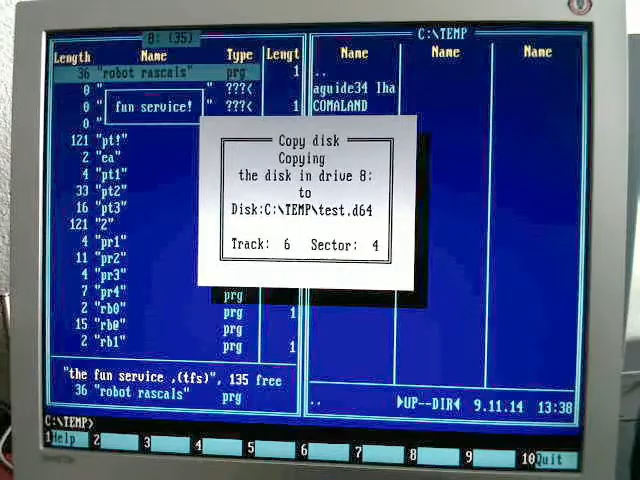 8: (35)
C:\TEMP
Length Name Type Lengt
Name Name Name
36 "robot rascals" prg 1
..
0 " " ???<
aguide34 lha
0 " fun service! " ???< 1
COMALAND
0 "
121 "pt!"
2 "ea"
4 "pt1"
33 "pt2"
16 "pt3"
121 "2"
4 "pr1"
11 "pr2"
4 "pr3"
7 "pr4" prg
2 "rb0" prg 1
15 "rb@" prg
2 "rb1" prg 1
Copy disk
Copying
the disk in drive 8:
to
Disk:C:\TEMP\test.d64
Track: 6 Sector: 4
"the fun service ,(tfs)", 135 free
36 "robot rascals" prg
.. ►UP--DIR◄ 9.11.14 13:38
C:\TEMP>
1Help 2 3 4 5 6 7 8 9 10Quit